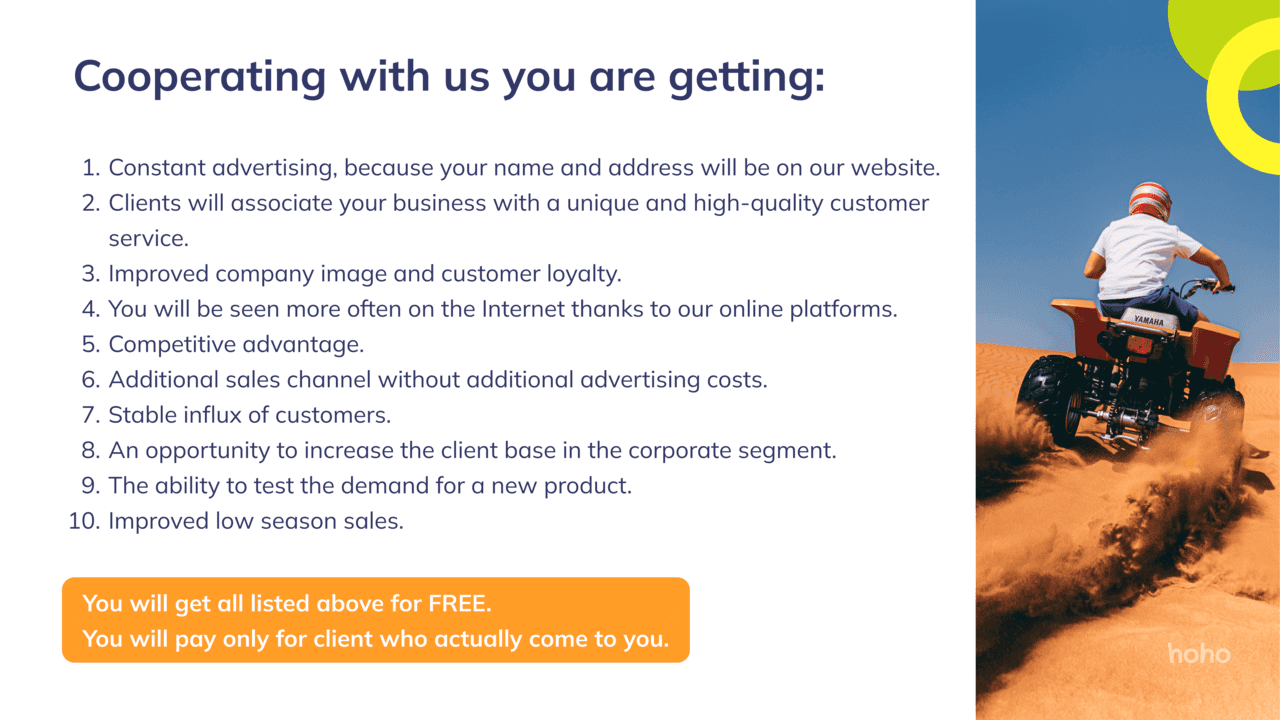 Cooperating with us you are getting:
1. Constant advertising, because your name and address will be on our website.
2. Clients will associate your business with a unique and high-quality customer
service.
3. Improved company image and customer loyalty.
4. You will be seen more often on the Internet thanks to our online platforms.
5. Competitive advantage.
6. Additional sales channel without additional advertising costs.
7. Stable influx of customers.
8. An opportunity to increase the client base in the corporate segment.
9. The ability to test the demand for a new product.
10. Improved low season sales.
You will get all listed above for FREE.
You will pay only for client who actually come to you.
YAMAHA
hoho